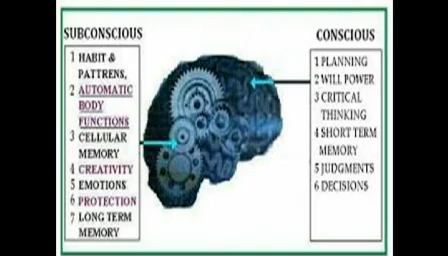 SUBCONSCIOUS
1 HABIT &
PATTRENS,
2 AUTOMATIC
BODY
FUNCTIONS
3 CELLULAR
MEMORY
4 CREATIVITY
5 EMOTIONS
6 PROTECTION
7 LONG TERM
MEMORY
CONSCIOUS
1 PLANNING
2 WILL POWER
3 CRITICAL
THINKING
4 SHORT TERM
MEMORY
5 JUDGMENTS
6 DECISIONS